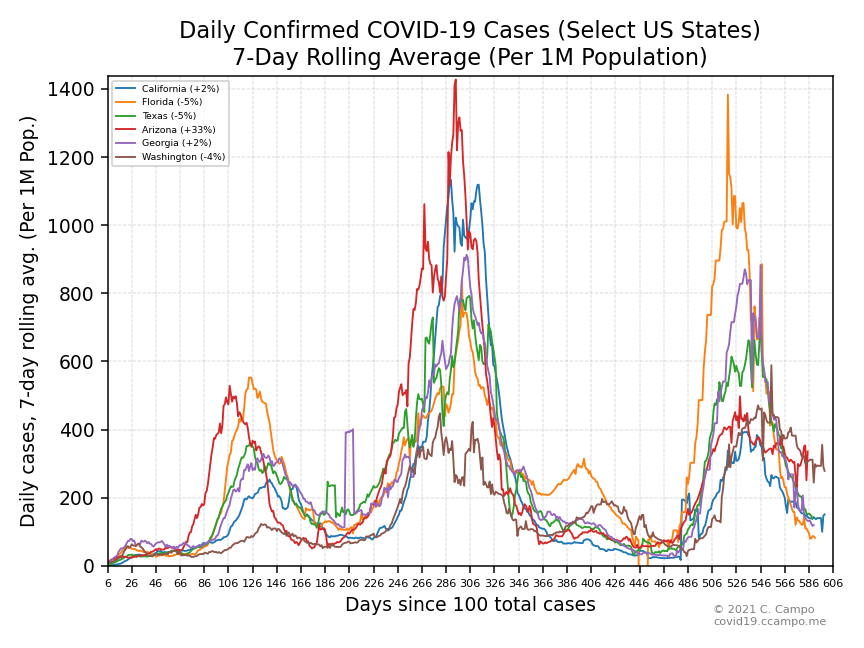 Daily Confirmed COVID-19 Cases (Select US States)
7-Day Rolling Average (Per 1M Population)
Daily cases, 7-day rolling avg. (Per 1M Pop.)
1400
1200
1000
800
600
400
200
0
California (+2%)
Florida (-5%)
Texas (-5%)
Arizona (+33%)
Georgia (+2%)
Washington (-4%)
6 26 46 66 86 106 126 146 166 186 206 226 246 266 286 306 326 346 366 386 406 426 446 466 486 506 526 546 566 586 606
Days since 100 total cases
© 2021 C. Campo
covid19.ccampo.me